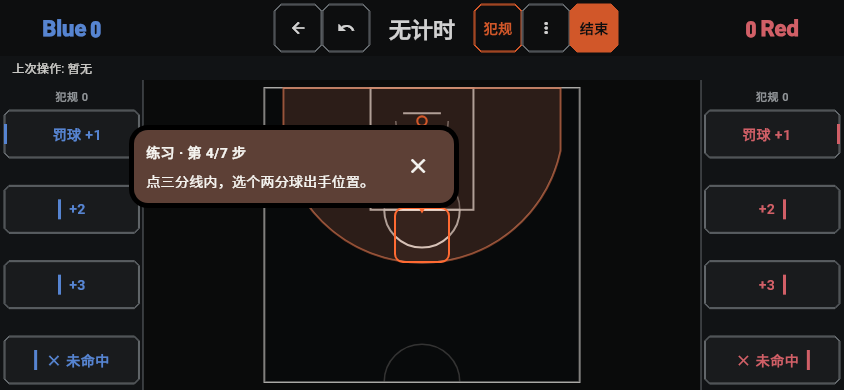 Blue 0
无计时
犯规
结束
0 Red
上次操作: 暂无
犯规 0
犯规 0
罚球 +1
罚球 +1
练习 · 第 4/7 步
点三分线内，选个两分球出手位置。
+2
+2
+3
+3
× 未命中
× 未命中